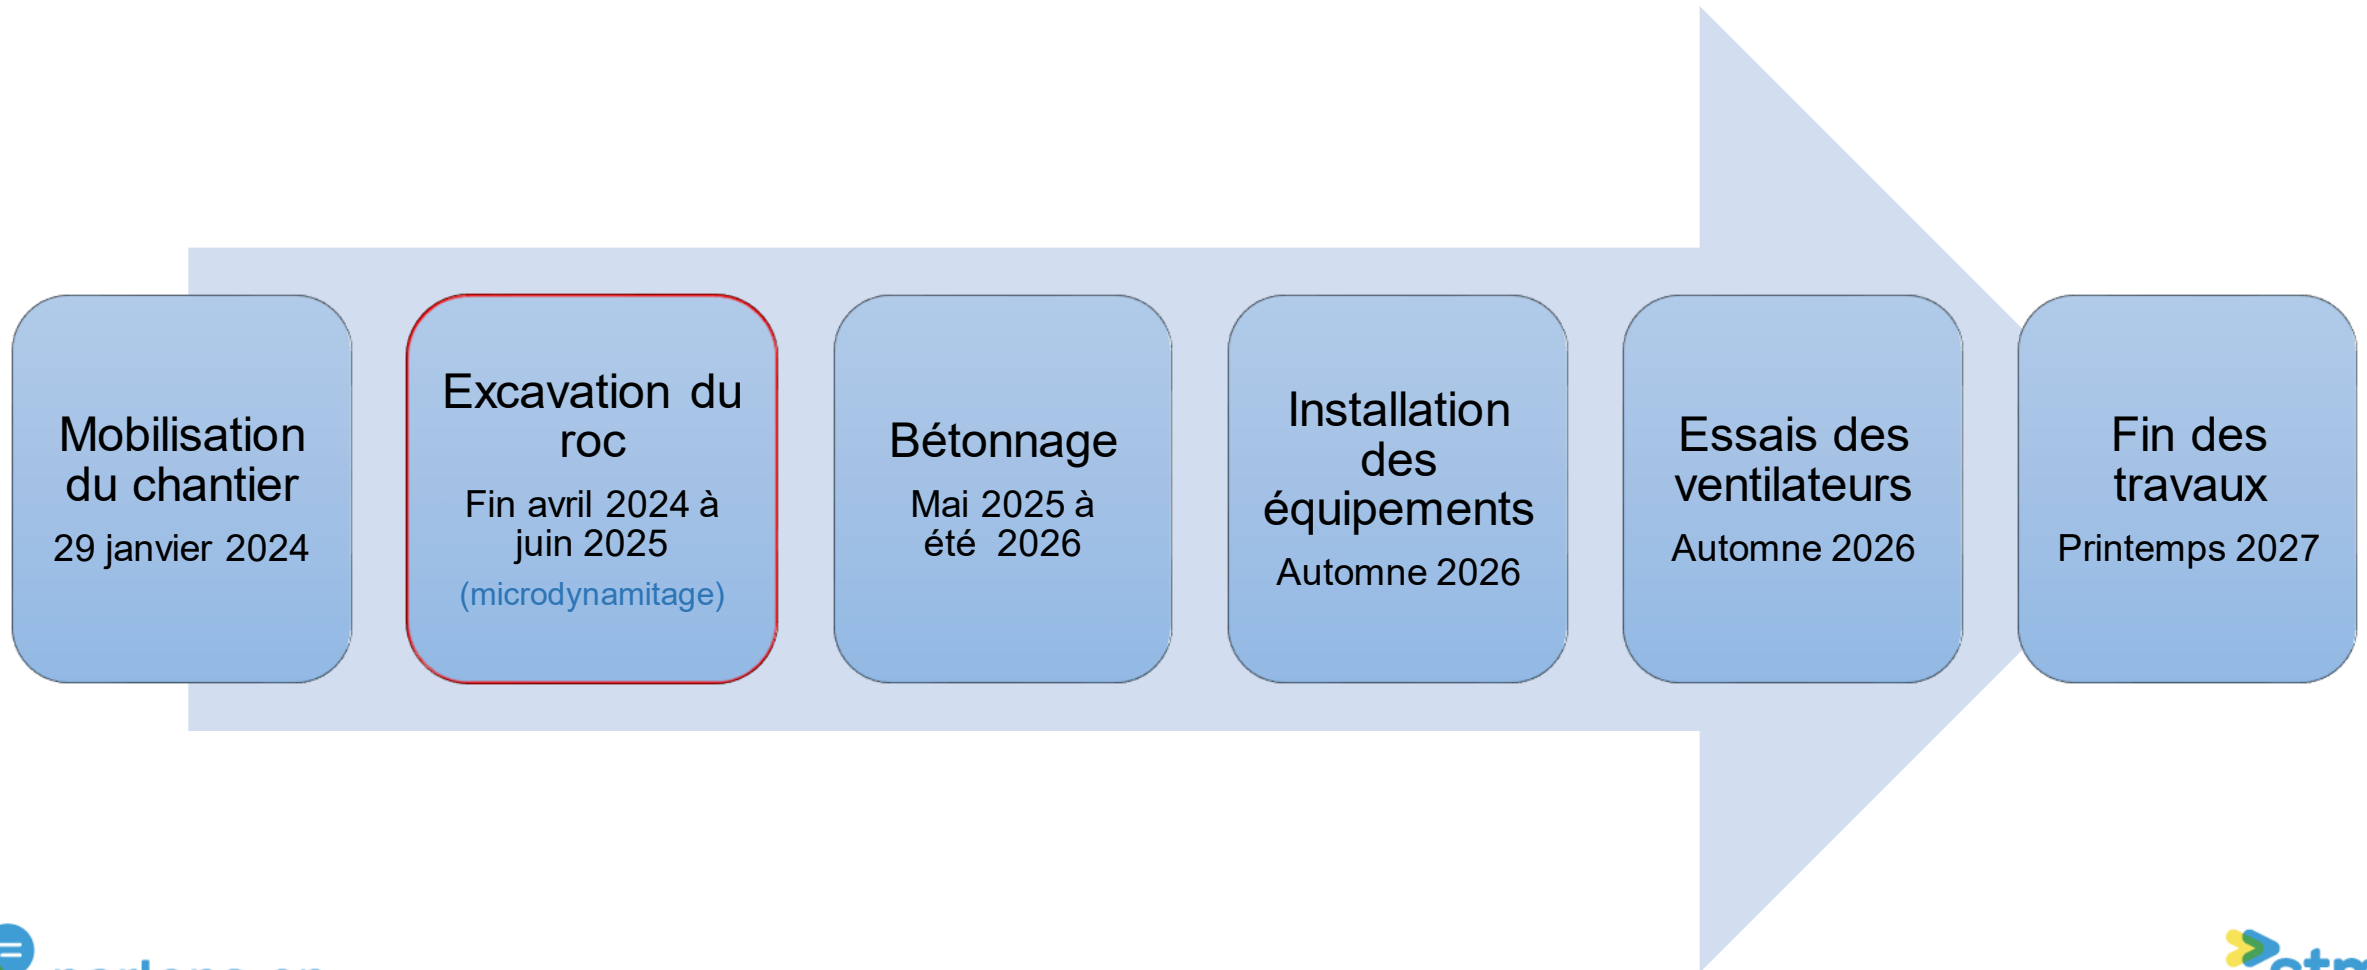 Mobilisation
du chantier
29 janvier 2024
Excavation du
roc
Fin avril 2024 à
juin 2025
(microdynamitage)
Bétonnage
Mai 2025 à
été 2026
Installation
des
équipements
Automne 2026
Essais des
ventilateurs
Automne 2026
Fin des
travaux
Printemps 2027
stm